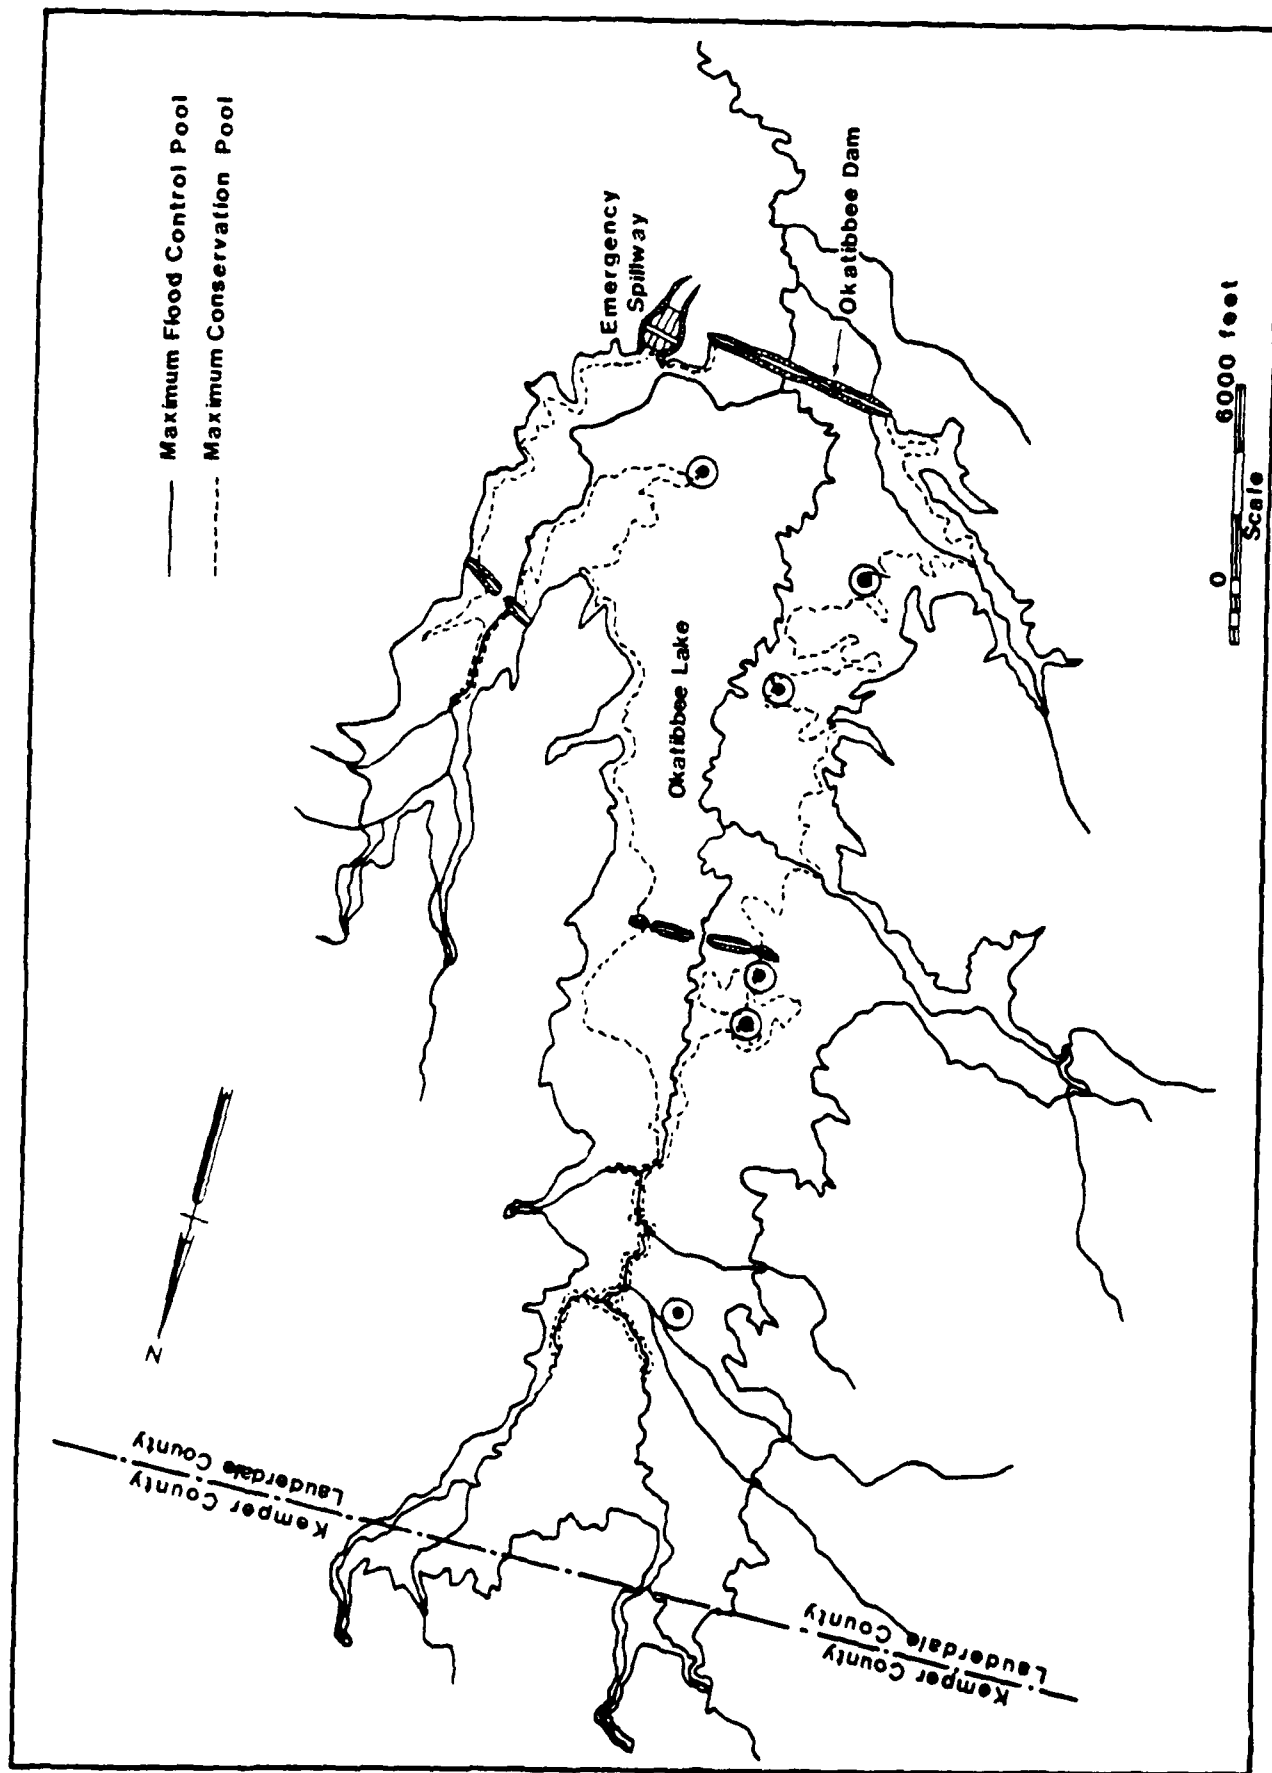 Maximum Flood Control Pool
Maximum Conservation Pool
Emergency
Spillway
Okatibbee Dam
Okatibbee Lake
0 6000 feet
Scale
N
Lauderdale County
Kemper County
Lauderdale County
Kemper County